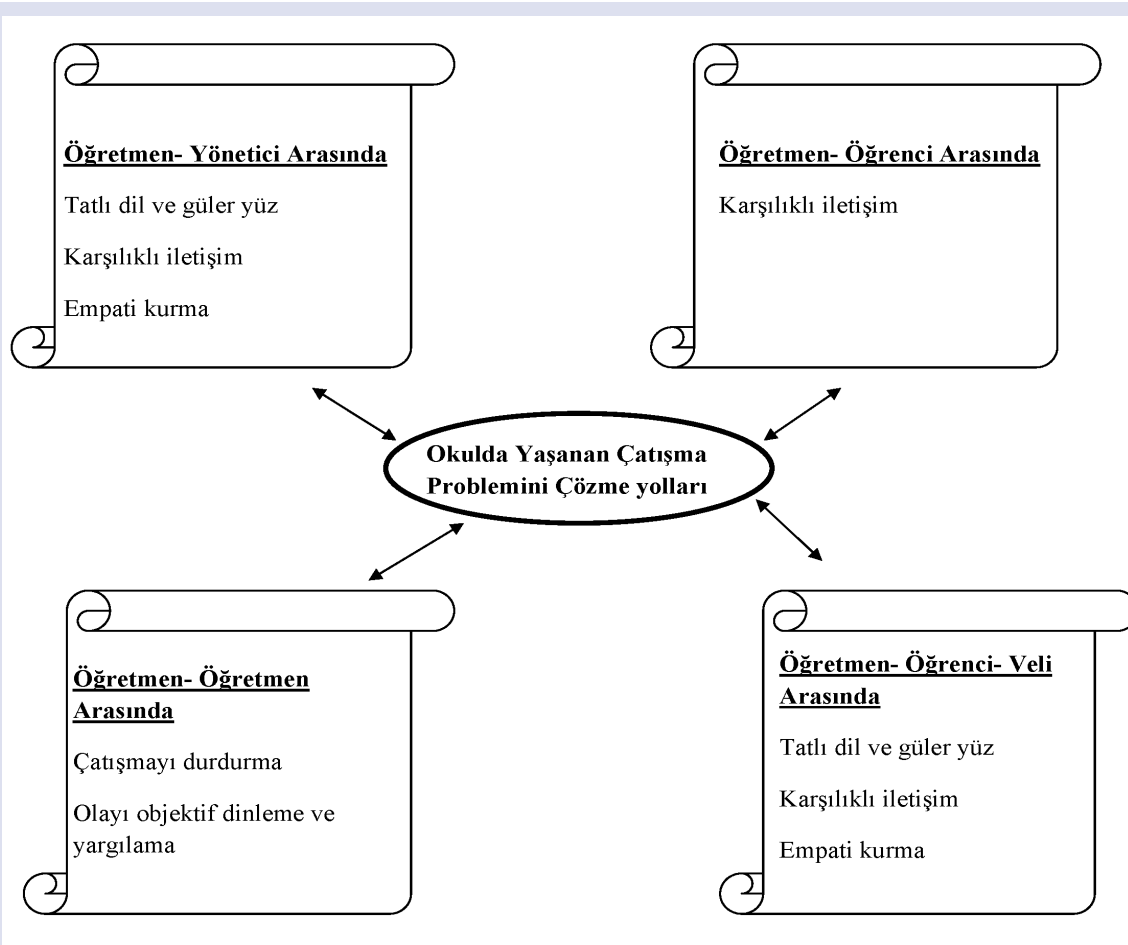 Öğretmen- Yönetici Arasında
Tatlı dil ve güler yüz
Karşılıklı iletişim
Empati kurma
Öğretmen- Öğrenci Arasında
Karşılıklı iletişim
Okulda Yaşanan Çatışma
Problemini Çözme yolları
Öğretmen- Öğretmen
Arasında
Çatışmayı durdurma
Olayı objektif dinleme ve
yargılama
Öğretmen- Öğrenci- Veli
Arasında
Tatlı dil ve güler yüz
Karşılıklı iletişim
Empati kurma